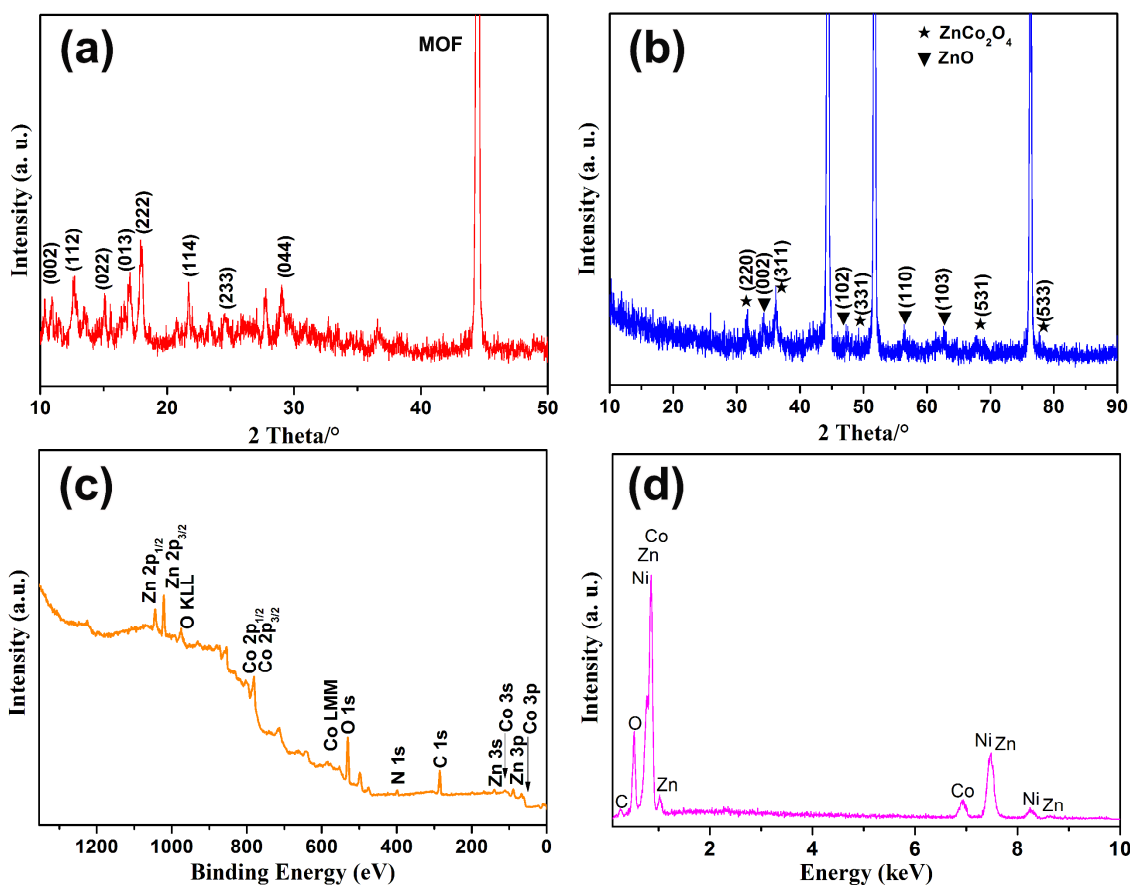 (a)
MOF
(002)
(112)
(022)
(013)
(222)
(114)
(233)
(044)
Intensity (a. u.)
10 20 30 40 50
2 Theta/°
(b)
★ ZnCo₂O₄
▼ ZnO
(220)
(002)
(311)
(102)
(331)
(110)
(103)
(531)
(533)
Intensity (a. u.)
10 20 30 40 50 60 70 80 90
2 Theta/°
(c)
Zn 2p₁/₂
Zn 2p₃/₂
O KLL
Co 2p₁/₂
Co 2p₃/₂
Co LMM
O 1s
N 1s
C 1s
Zn 3s
Co 3s
Zn 3p
Co 3p
Intensity (a.u.)
1200 1000 800 600 400 200 0
Binding Energy (eV)
(d)
Co
Zn
Ni
O
C
Zn
Co
Ni Zn
Ni
Zn
Intensity (a. u.)
2 4 6 8 10
Energy (keV)